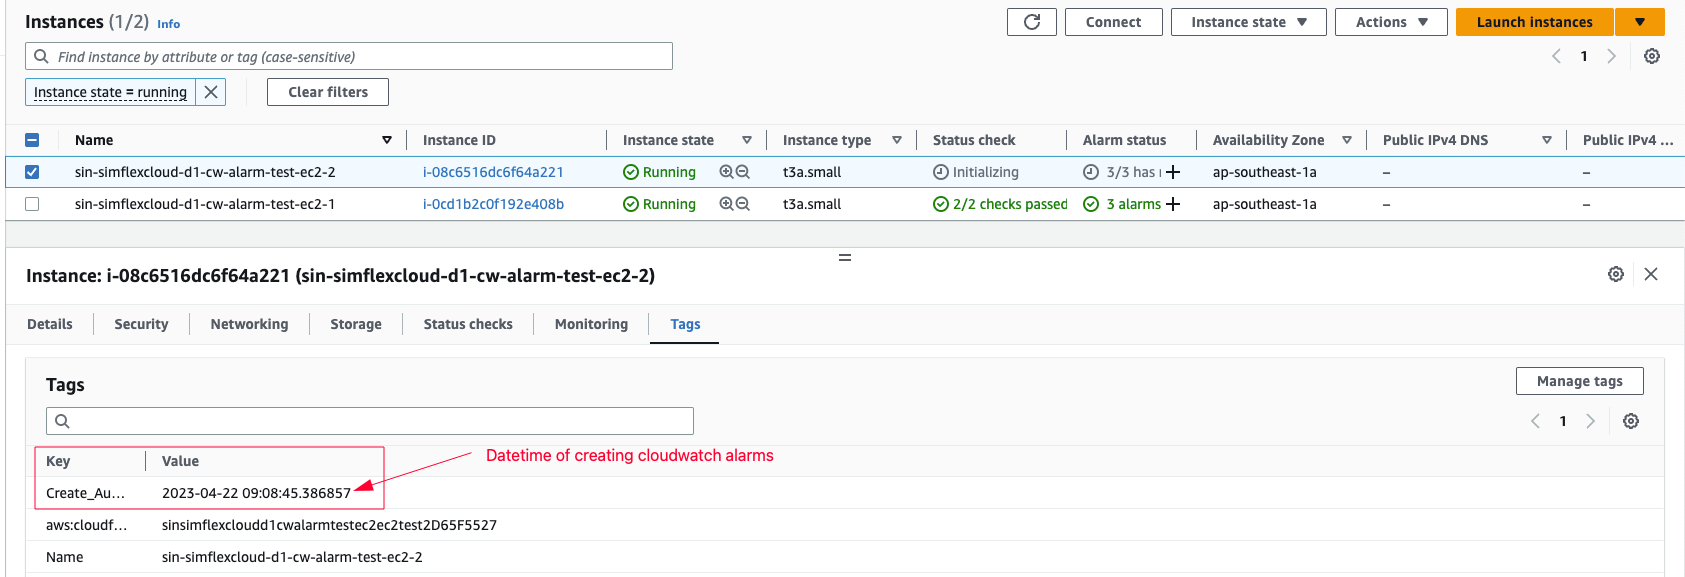 Instances (1/2) Info
Connect
Instance state
Actions
Launch instances
Find instance by attribute or tag (case-sensitive)
1
Instance state = running
Clear filters
Name Instance ID Instance state Instance type Status check Alarm status Availability Zone Public IPv4 DNS Public IPv4 ...
sin-simflexcloud-d1-cw-alarm-test-ec2-2 i-08c6516dc6f64a221 Running t3a.small Initializing 3/3 has ap-southeast-1a – –
sin-simflexcloud-d1-cw-alarm-test-ec2-1 i-0cd1b2c0f192e408b Running t3a.small 2/2 checks passed 3 alarms ap-southeast-1a – –
Instance: i-08c6516dc6f64a221 (sin-simflexcloud-d1-cw-alarm-test-ec2-2)
Details Security Networking Storage Status checks Monitoring Tags
Tags
Manage tags
1
Datetime of creating cloudwatch alarms
Key Value
Create_Au... 2023-04-22 09:08:45.386857
aws:cloudf... sinsimflexcloudd1cwalarmtestec2ec2test2D65F5527
Name sin-simflexcloud-d1-cw-alarm-test-ec2-2